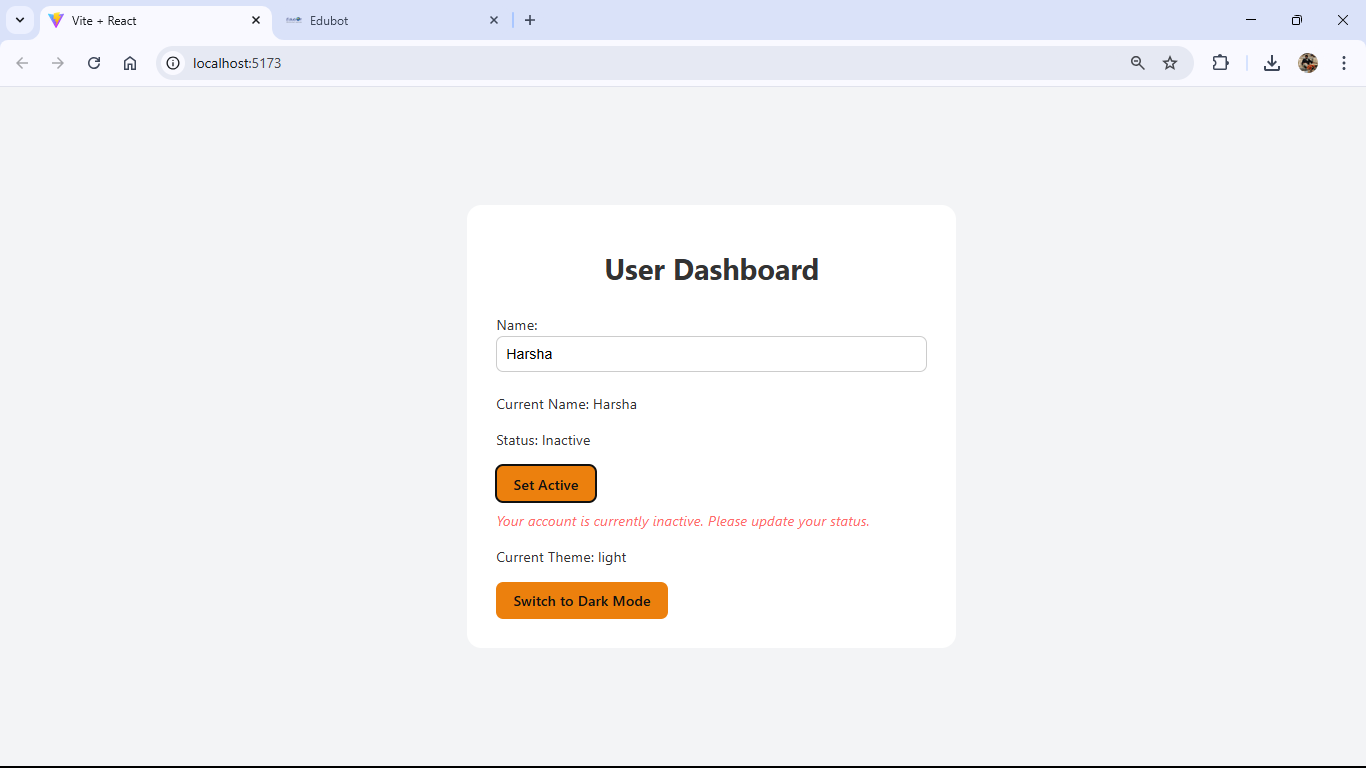 Vite + React
Edubot
localhost:5173
User Dashboard
Name:
Harsha
Current Name: Harsha
Status: Inactive
Set Active
Your account is currently inactive. Please update your status.
Current Theme: light
Switch to Dark Mode